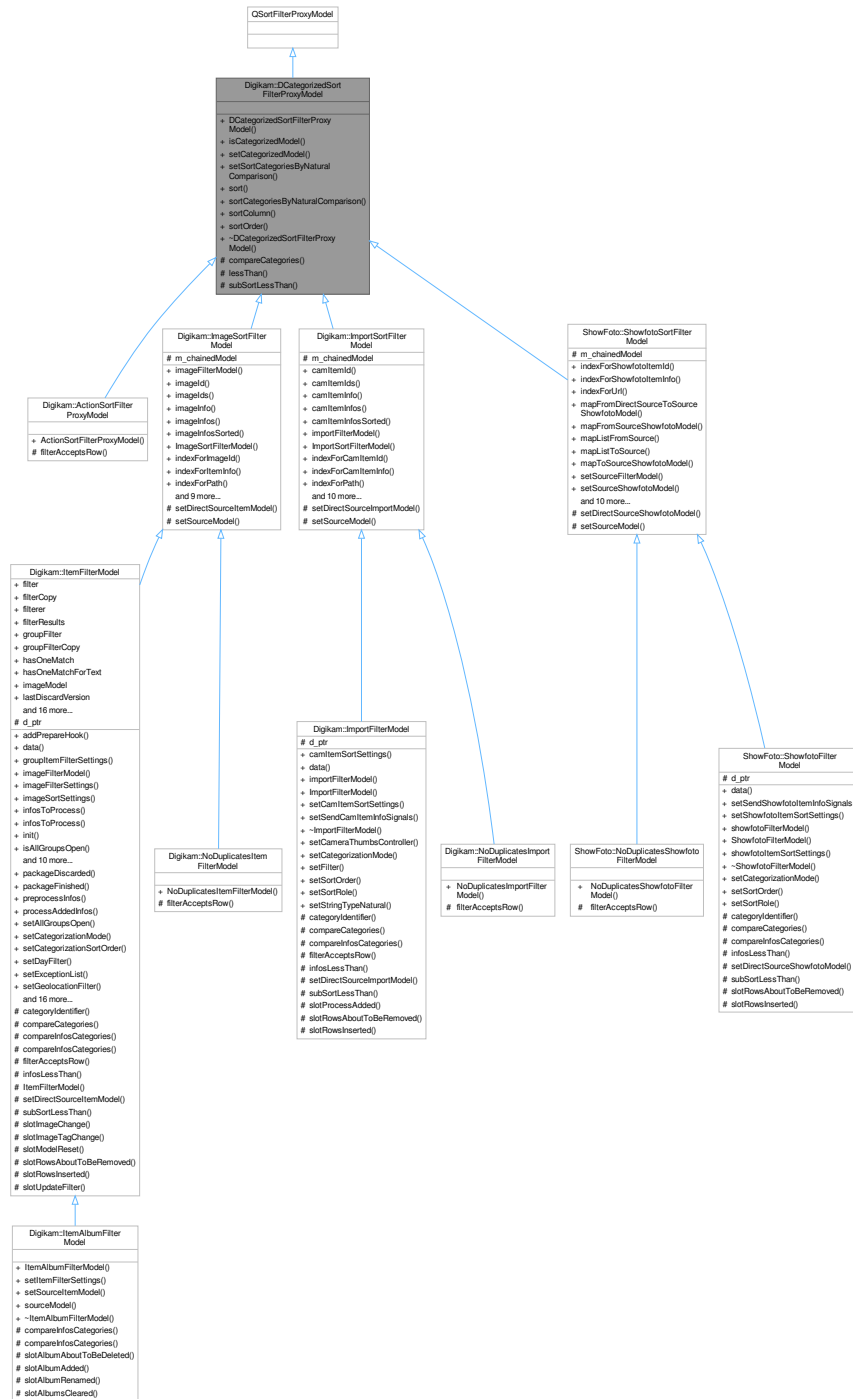 QSortFilterProxyModel
Digikam::DCategorizedSort
FilterProxyModel
+ DCategorizedSortFilterProxy
Model()
+ isCategorizedModel()
+ setCategorizedModel()
+ setSortCategoriesByNatural
Comparison()
+ sort()
+ sortCategoriesByNaturalComparison()
+ sortColumn()
+ sortOrder()
+ ~DCategorizedSortFilterProxy
Model()
# compareCategories()
# lessThan()
# subSortLessThan()
Digikam::ActionSortFilter
ProxyModel
+ ActionSortFilterProxyModel()
# filterAcceptsRow()
Digikam::ImageSortFilter
Model
# m_chainedModel
+ imageFilterModel()
+ imageId()
+ imageIds()
+ imageInfo()
+ imageInfos()
+ imageInfosSorted()
+ ImageSortFilterModel()
+ indexForImageId()
+ indexForItemInfo()
+ indexForPath()
and 9 more...
# setDirectSourceItemModel()
# setSourceModel()
Digikam::ImportSortFilter
Model
# m_chainedModel
+ camItemId()
+ camItemIds()
+ camItemInfo()
+ camItemInfos()
+ camItemInfosSorted()
+ importFilterModel()
+ ImportSortFilterModel()
+ indexForCamItemId()
+ indexForCamItemInfo()
+ indexForPath()
and 10 more...
# setDirectSourceImportModel()
# setSourceModel()
ShowFoto::ShowfotoSortFilter
Model
# m_chainedModel
+ indexForShowfotoItemId()
+ indexForShowfotoItemInfo()
+ indexForUrl()
+ mapFromDirectSourceToSource
ShowfotoModel()
+ mapFromSourceShowfotoModel()
+ mapListFromSource()
+ mapListToSource()
+ mapToSourceShowfotoModel()
+ setSourceFilterModel()
+ setSourceShowfotoModel()
and 10 more...
# setDirectSourceShowfotoModel()
# setSourceModel()
Digikam::ItemFilterModel
+ filter
+ filterCopy
+ filterer
+ filterResults
+ groupFilter
+ groupFilterCopy
+ hasOneMatch
+ hasOneMatchForText
+ imageModel
+ lastDiscardVersion
and 16 more...
# d_ptr
+ addPrepareHook()
+ data()
+ groupItemFilterSettings()
+ imageFilterModel()
+ imageFilterSettings()
+ imageSortSettings()
+ infosToProcess()
+ infosToProcess()
+ init()
+ isAllGroupsOpen()
and 10 more...
+ packageDiscarded()
+ packageFinished()
+ preprocessInfos()
+ processAddedInfos()
+ setAllGroupsOpen()
+ setCategorizationMode()
+ setCategorizationSortOrder()
+ setDayFilter()
+ setExceptionList()
+ setGeolocationFilter()
and 16 more...
# categoryIdentifier()
# compareCategories()
# compareInfosCategories()
# compareInfosCategories()
# filterAcceptsRow()
# infosLessThan()
# ItemFilterModel()
# setDirectSourceItemModel()
# subSortLessThan()
# slotImageChange()
# slotImageTagChange()
# slotModelReset()
# slotRowsAboutToBeRemoved()
# slotRowsInserted()
# slotUpdateFilter()
Digikam::NoDuplicatesItem
FilterModel
+ NoDuplicatesItemFilterModel()
# filterAcceptsRow()
Digikam::ImportFilterModel
# d_ptr
+ camItemSortSettings()
+ data()
+ importFilterModel()
+ ImportFilterModel()
+ setCamItemSortSettings()
+ setSendCamItemInfoSignals()
+ ~ImportFilterModel()
+ setCameraThumbsController()
+ setCategorizationMode()
+ setFilter()
+ setSortOrder()
+ setSortRole()
+ setStringTypeNatural()
# categoryIdentifier()
# compareCategories()
# compareInfosCategories()
# filterAcceptsRow()
# infosLessThan()
# setDirectSourceImportModel()
# subSortLessThan()
# slotProcessAdded()
# slotRowsAboutToBeRemoved()
# slotRowsInserted()
Digikam::NoDuplicatesImport
FilterModel
+ NoDuplicatesImportFilter
Model()
# filterAcceptsRow()
ShowFoto::NoDuplicatesShowfoto
FilterModel
+ NoDuplicatesShowfotoFilter
Model()
# filterAcceptsRow()
ShowFoto::ShowfotoFilter
Model
# d_ptr
+ data()
+ setSendShowfotoItemInfoSignals
+ setShowfotoItemSortSettings()
+ showfotoFilterModel()
+ ShowfotoFilterModel()
+ showfotoItemSortSettings()
+ ~ShowfotoFilterModel()
+ setCategorizationMode()
+ setSortOrder()
+ setSortRole()
# categoryIdentifier()
# compareCategories()
# compareInfosCategories()
# infosLessThan()
# setDirectSourceShowfotoModel()
# subSortLessThan()
# slotRowsAboutToBeRemoved()
# slotRowsInserted()
Digikam::ItemAlbumFilter
Model
+ ItemAlbumFilterModel()
+ setItemFilterSettings()
+ setSourceItemModel()
+ sourceModel()
+ ~ItemAlbumFilterModel()
# compareInfosCategories()
# compareInfosCategories()
# slotAlbumAboutToBeDeleted()
# slotAlbumAdded()
# slotAlbumRenamed()
# slotAlbumsCleared()